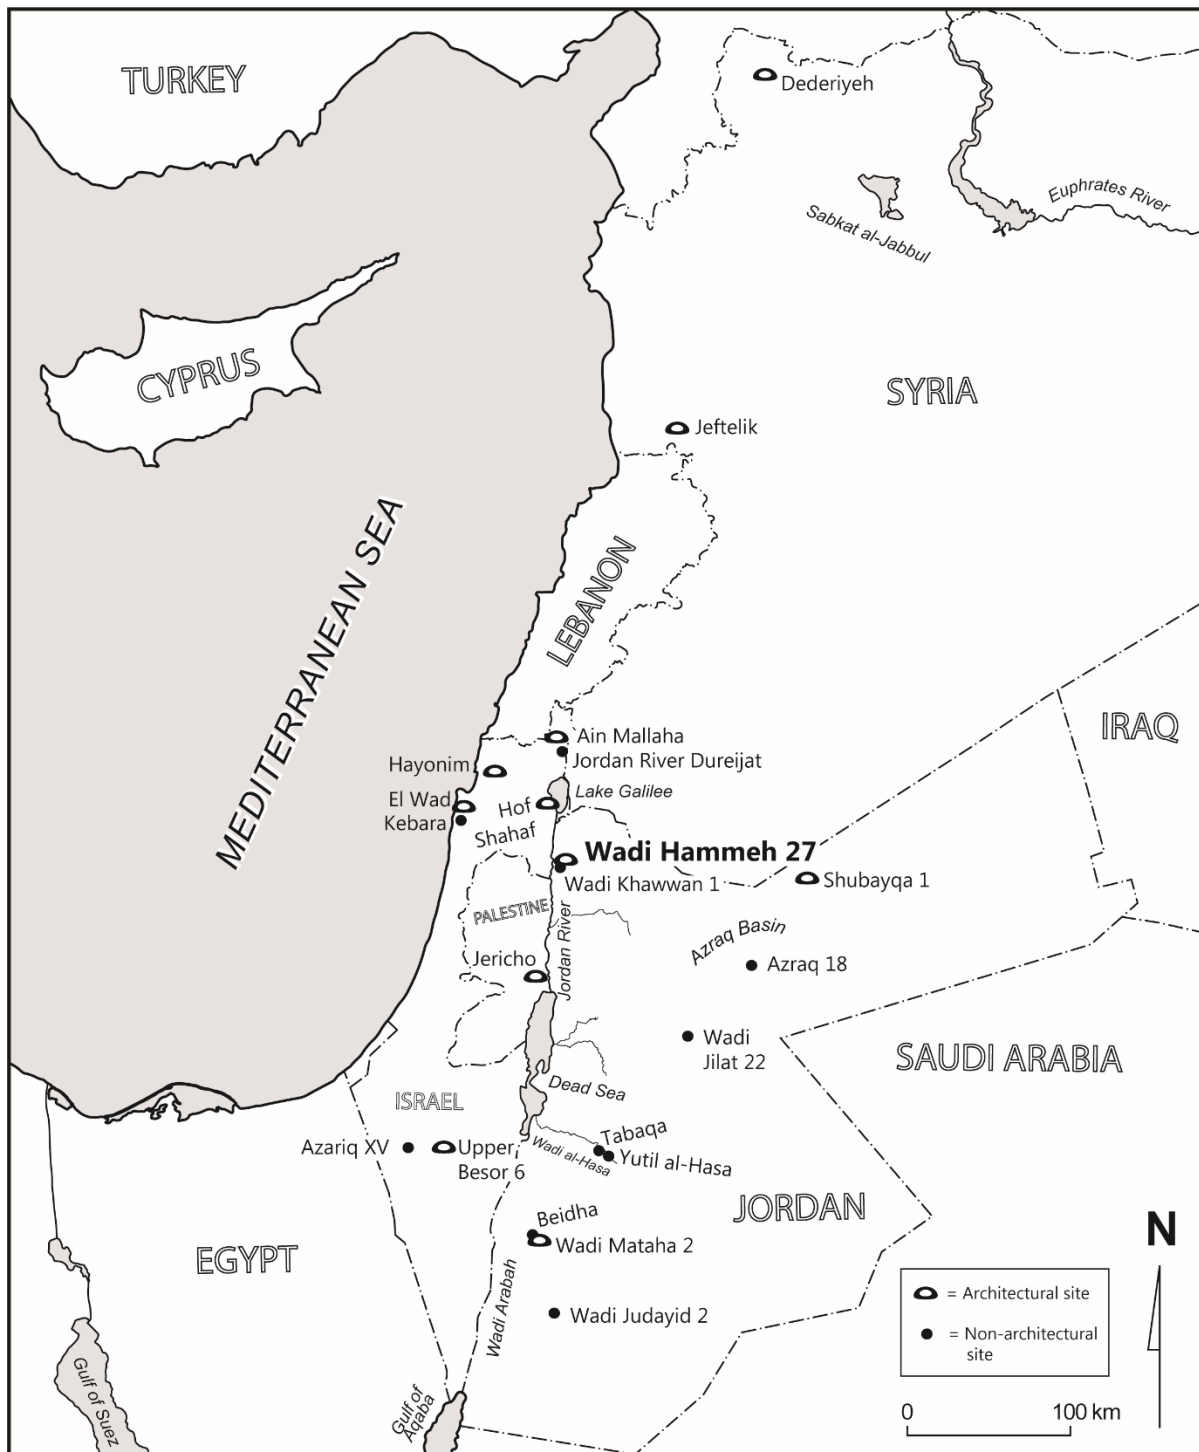 TURKEY
Dederiyeh
Euphrates River
Sabkat al-Jabbul
CYPRUS
SYRIA
Jeftelik
MEDITERRANEAN SEA
LEBANON
IRAQ
Ain Mallaha
Jordan River Dureijat
Hayonim
Lake Galilee
El Wad
Kebara
Hof
Shahaf
Wadi Hammeh 27
Wadi Khawwan 1
Shubayqa 1
PALESTINE
Jordan River
Azraq Basin
Azraq 18
Jericho
Wadi
Jilat 22
SAUDI ARABIA
Dead Sea
ISRAEL
Azariq XV
Upper
Besor 6
Wadi al-Hasa
Tabaqa
Yutil al-Hasa
JORDAN
Beidha
Wadi Mataha 2
EGYPT
Wadi Arabah
Wadi Judayid 2
Gulf of Suez
Gulf of
Aqaba
N
= Architectural site
= Non-architectural
site
0 100 km